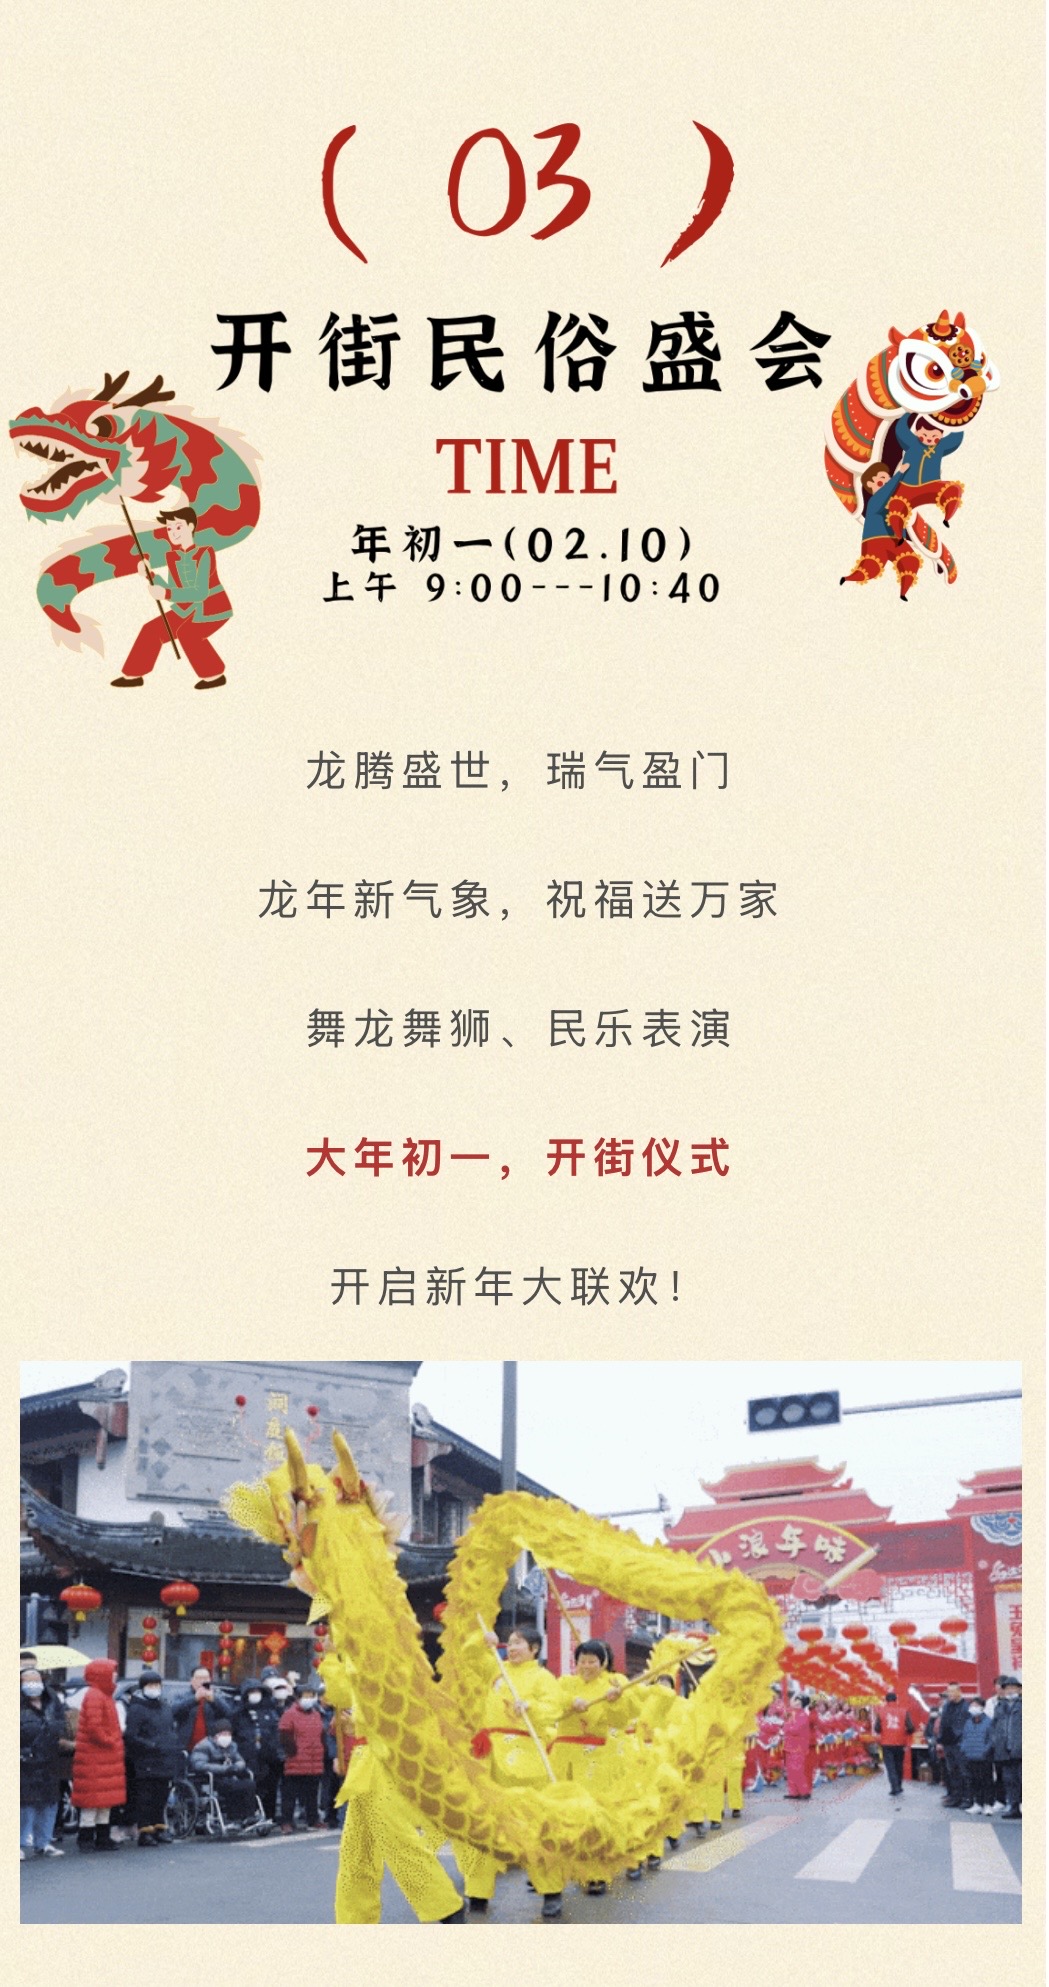 ( 03 )
开街民俗盛会
TIME
年初一(02.10)
上午 9:00---10:40
龙腾盛世，瑞气盈门
龙年新气象，祝福送万家
舞龙舞狮、民乐表演
大年初一，开街仪式
开启新年大联欢！
浪年味